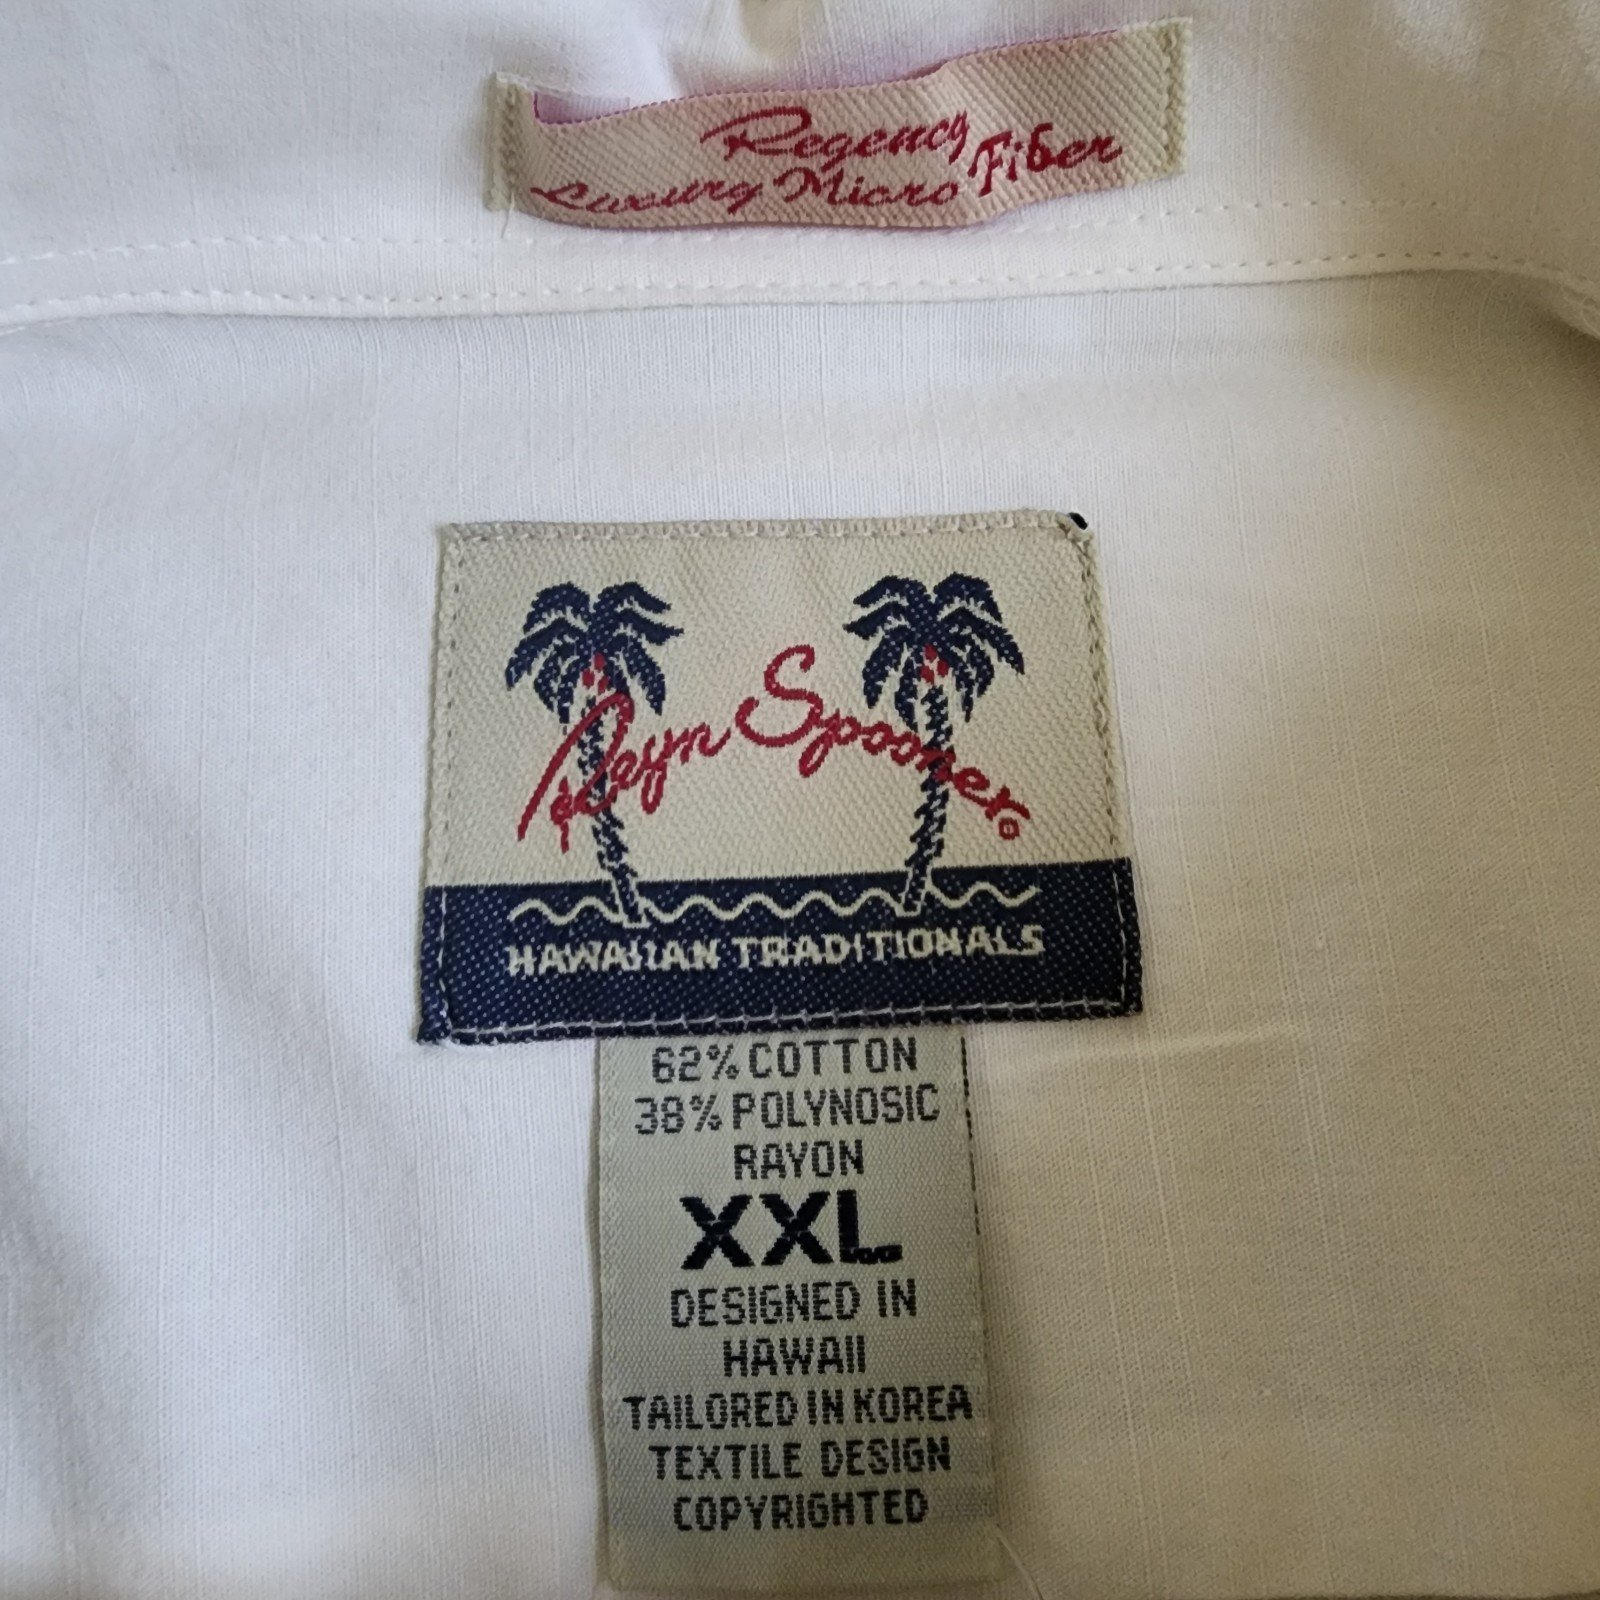 Regency
Luxury Micro Fiber
Reyn Spooner®
HAWAIIAN TRADITIONALS
62% COTTON
38% POLYNOSIC
RAYON
XXL
DESIGNED IN
HAWAII
TAILORED IN KOREA
TEXTILE DESIGN
COPYRIGHTED